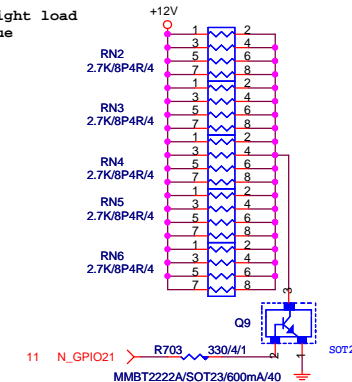 ight load
ue
+12V
1 2
3 4
RN2
5 6
2.7K/8P4R/4
7 8
1 2
3 4
RN3
5 6
2.7K/8P4R/4
7 8
1 2
3 4
RN4
5 6
2.7K/8P4R/4
7 8
1 2
3 4
RN5
5 6
2.7K/8P4R/4
7 8
1 2
3 4
RN6
5 6
2.7K/8P4R/4
7 8
3
Q9
SOT2
11 N_GPIO21 R703 330/4/1 2 1
MMBT2222A/SOT23/600mA/40